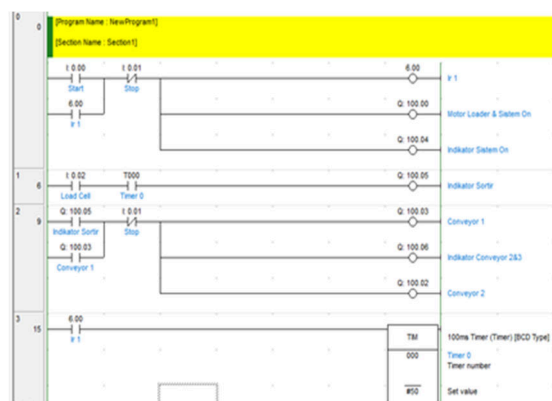 0
0
[Program Name : NewProgram1]
[Section Name : Section1]
I: 0.00
I: 0.01
6.00
Start
Stop
Ir 1
6.00
Ir 1
Q: 100.00
Motor Loader & Sistem On
Q: 100.04
Indikator Sistem On
1
6
I: 0.02
T000
Q: 100.05
Load Cell
Timer 0
Indikator Sortir
2
9
Q: 100.05
I: 0.01
Q: 100.03
Indikator Sortir
Stop
Conveyor 1
Q: 100.03
Conveyor 1
Q: 100.06
Indikator Conveyor 2&3
Q: 100.02
Conveyor 2
3
15
6.00
Ir 1
TIM
100ms Timer (Timer) [BCD Type]
000
Timer 0
Timer number
#50
Set value